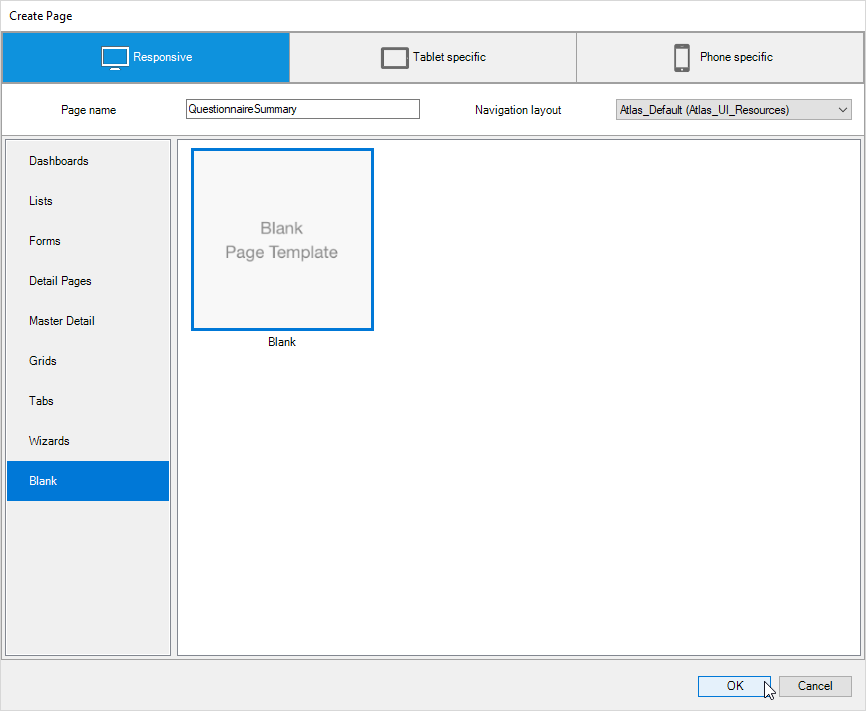 Create Page
Responsive
Tablet specific
Phone specific
Page name
QuestionnaireSummary
Navigation layout
Atlas_Default (Atlas_UI_Resources)
Dashboards
Lists
Forms
Detail Pages
Master Detail
Grids
Tabs
Wizards
Blank
Blank
Page Template
Blank
OK
Cancel